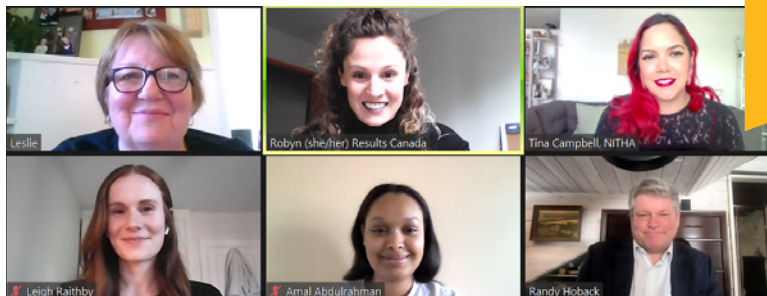 Leslie
Robyn (she/her) Results Canada
Tina Campbell, NITHA
Leigh Raithby
Amal Abdulrahman
Randy Hoback